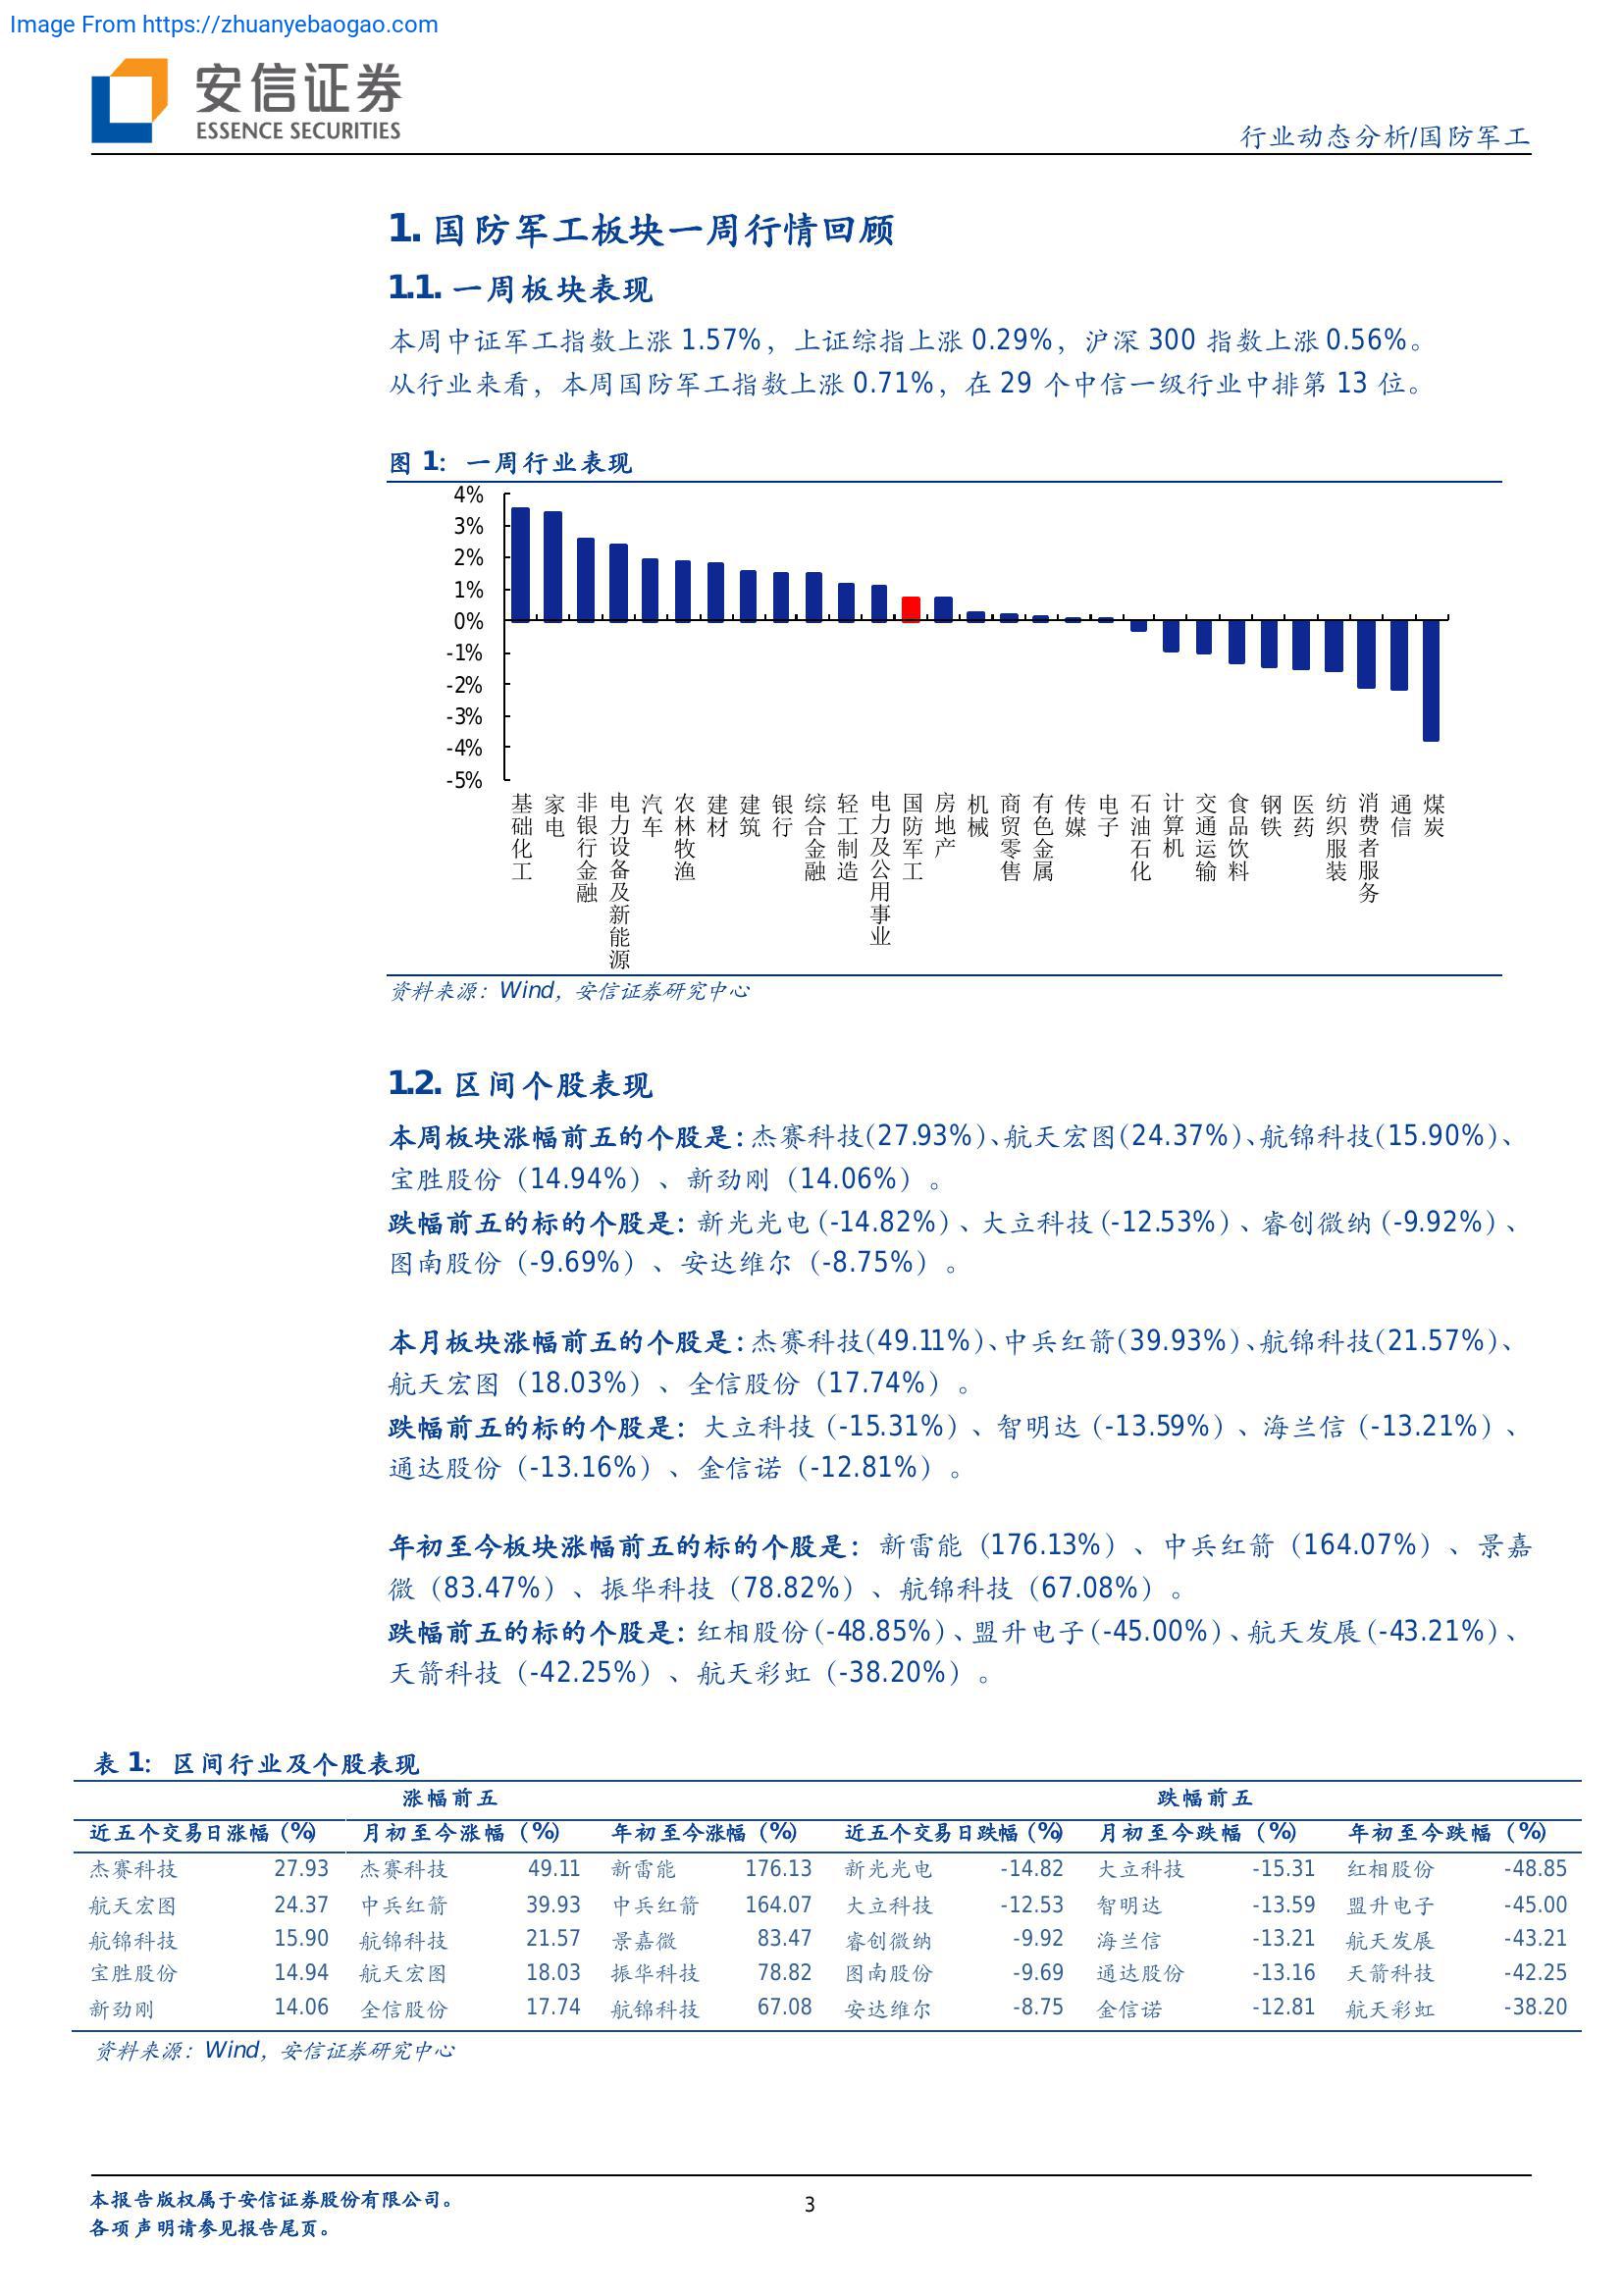 Image From https://zhuanyebaogao.com
安信证券
ESSENCE SECURITIES
行业动态分析/国防军工
1. 国防军工板块一周行情回顾
1.1. 一周板块表现
本周中证军工指数上涨 1.57%，上证综指上涨 0.29%，沪深 300 指数上涨 0.56%。
从行业来看，本周国防军工指数上涨 0.71%，在 29 个中信一级行业中排第 13 位。
图 1：一周行业表现
4%
3%
2%
1%
0%
-1%
-2%
-3%
-4%
-5%
基础化工
家电
非银行金融
电力设备及新能源
汽车
农林牧渔
建材
建筑
银行
综合金融
轻工制造
电力及公用事业
国防军工
房地产
机械
商贸零售
有色金属
传媒
电子
石油石化
计算机
交通运输
食品饮料
钢铁
医药
纺织服装
消费者服务
通信
煤炭
资料来源：Wind，安信证券研究中心
1.2. 区间个股表现
本周板块涨幅前五的个股是：杰赛科技(27.93%)、航天宏图(24.37%)、航锦科技(15.90%)、
宝胜股份（14.94%）、新劲刚（14.06%）。
跌幅前五的标的个股是：新光光电(-14.82%)、大立科技(-12.53%)、睿创微纳(-9.92%)、
图南股份（-9.69%）、安达维尔（-8.75%）。
本月板块涨幅前五的个股是：杰赛科技(49.11%)、中兵红箭(39.93%)、航锦科技(21.57%)、
航天宏图（18.03%）、全信股份（17.74%）。
跌幅前五的标的个股是：大立科技（-15.31%）、智明达（-13.59%）、海兰信（-13.21%）、
通达股份（-13.16%）、金信诺（-12.81%）。
年初至今板块涨幅前五的标的个股是：新雷能（176.13%）、中兵红箭（164.07%）、景嘉
微（83.47%）、振华科技（78.82%）、航锦科技（67.08%）。
跌幅前五的标的个股是：红相股份(-48.85%)、盟升电子(-45.00%)、航天发展(-43.21%)、
天箭科技（-42.25%）、航天彩虹（-38.20%）。
表 1：区间行业及个股表现
涨幅前五 跌幅前五
近五个交易日涨幅（%） 月初至今涨幅（%） 年初至今涨幅（%） 近五个交易日跌幅（%） 月初至今跌幅（%） 年初至今跌幅（%）
杰赛科技 27.93 杰赛科技 49.11 新雷能 176.13 新光光电 -14.82 大立科技 -15.31 红相股份 -48.85
航天宏图 24.37 中兵红箭 39.93 中兵红箭 164.07 大立科技 -12.53 智明达 -13.59 盟升电子 -45.00
航锦科技 15.90 航锦科技 21.57 景嘉微 83.47 睿创微纳 -9.92 海兰信 -13.21 航天发展 -43.21
宝胜股份 14.94 航天宏图 18.03 振华科技 78.82 图南股份 -9.69 通达股份 -13.16 天箭科技 -42.25
新劲刚 14.06 全信股份 17.74 航锦科技 67.08 安达维尔 -8.75 金信诺 -12.81 航天彩虹 -38.20
资料来源：Wind，安信证券研究中心
本报告版权属于安信证券股份有限公司。
各项声明请参见报告尾页。
3